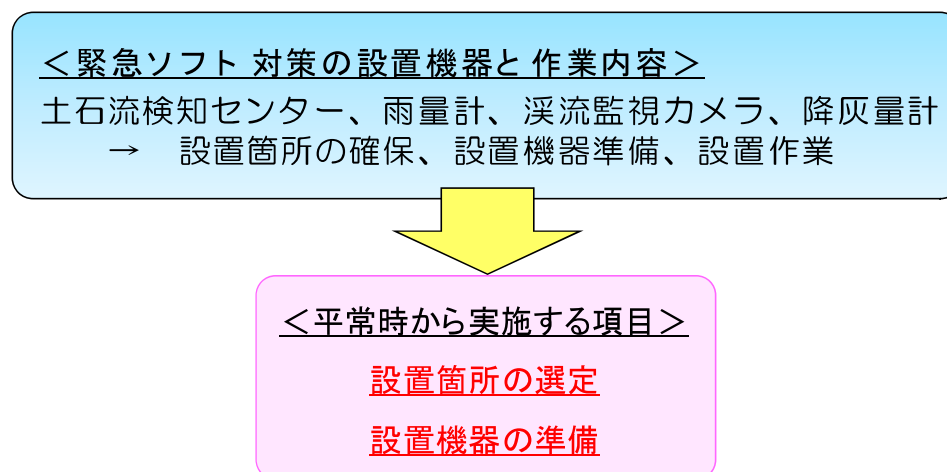 ＜緊急ソフト対策の設置機器と作業内容＞
土石流検知センター、雨量計、渓流監視カメラ、降灰量計
→　設置箇所の確保、設置機器準備、設置作業
＜平常時から実施する項目＞
設置箇所の選定
設置機器の準備